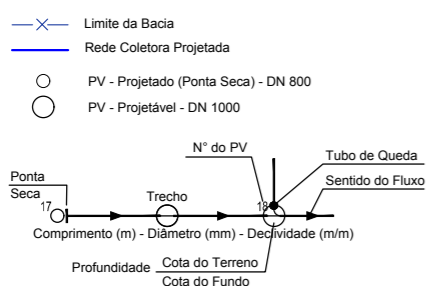 Limite da Bacia
Rede Coletora Projetada
PV - Projetado (Ponta Seca) - DN 800
PV - Projetável - DN 1000
N° do PV
Tubo de Queda
Ponta
Seca
Trecho
Sentido do Fluxo
17
18
Comprimento (m) - Diâmetro (mm) - Declividade (m/m)
Profundidade
Cota do Terreno
Cota do Fundo